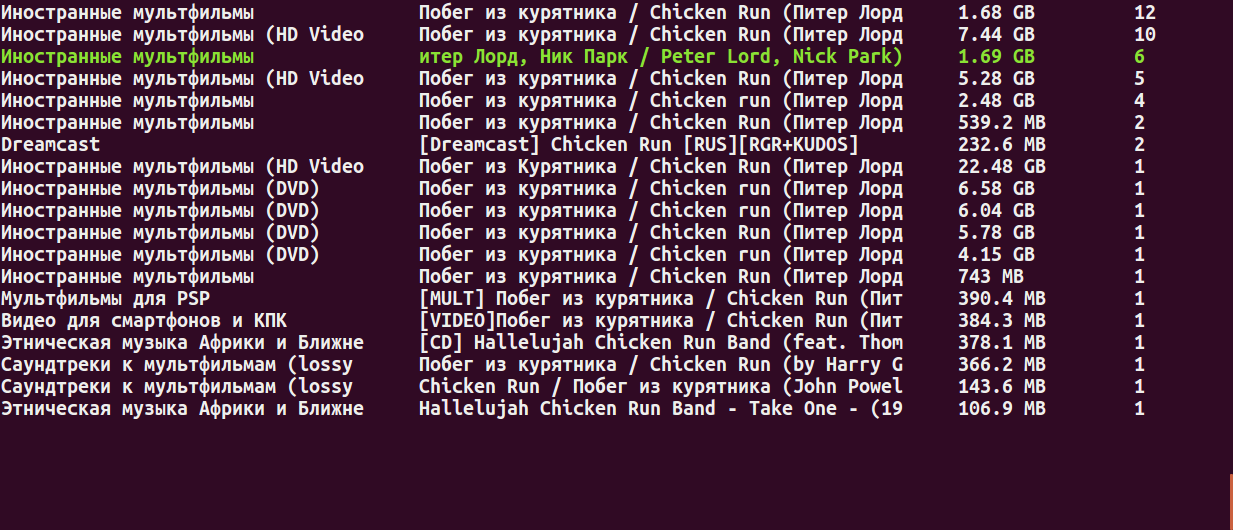 Иностранные мультфильмы Побег из курятника / Chicken Run (Питер Лорд 1.68 GB 12
Иностранные мультфильмы (HD Video Побег из курятника / Chicken Run (Питер Лорд 7.44 GB 10
Иностранные мультфильмы итер Лорд, Ник Парк / Peter Lord, Nick Park) 1.69 GB 6
Иностранные мультфильмы (HD Video Побег из курятника / Chicken Run (Питер Лорд 5.28 GB 5
Иностранные мультфильмы Побег из курятника / Chicken run (Питер Лорд 2.48 GB 4
Иностранные мультфильмы Побег из курятника / Chicken Run (Питер Лорд 539.2 MB 2
Dreamcast [Dreamcast] Chicken Run [RUS][RGR+KUDOS] 232.6 MB 2
Иностранные мультфильмы (HD Video Побег из курятника / Chicken Run (Питер Лорд 22.48 GB 1
Иностранные мультфильмы (DVD) Побег из курятника / Chicken run (Питер Лорд 6.58 GB 1
Иностранные мультфильмы (DVD) Побег из курятника / Chicken run (Питер Лорд 6.04 GB 1
Иностранные мультфильмы (DVD) Побег из курятника / Chicken Run (Питер Лорд 5.78 GB 1
Иностранные мультфильмы (DVD) Побег из курятника / Chicken run (Питер Лорд 4.15 GB 1
Иностранные мультфильмы Побег из курятника / Chicken Run (Питер Лорд 743 MB 1
Мультфильмы для PSP [MULT] Побег из курятника / Chicken Run (Пит 390.4 MB 1
Видео для смартфонов и КПК [VIDEO]Побег из курятника / Chicken Run (Пит 384.3 MB 1
Этническая музыка Африки и Ближне [CD] Hallelujah Chicken Run Band (feat. Thom 378.1 MB 1
Саундтреки к мультфильмам (lossy Побег из курятника / Chicken Run (by Harry G 366.2 MB 1
Саундтреки к мультфильмам (lossy Chicken Run / Побег из курятника (John Powel 143.6 MB 1
Этническая музыка Африки и Ближне Hallelujah Chicken Run Band - Take One - (19 106.9 MB 1